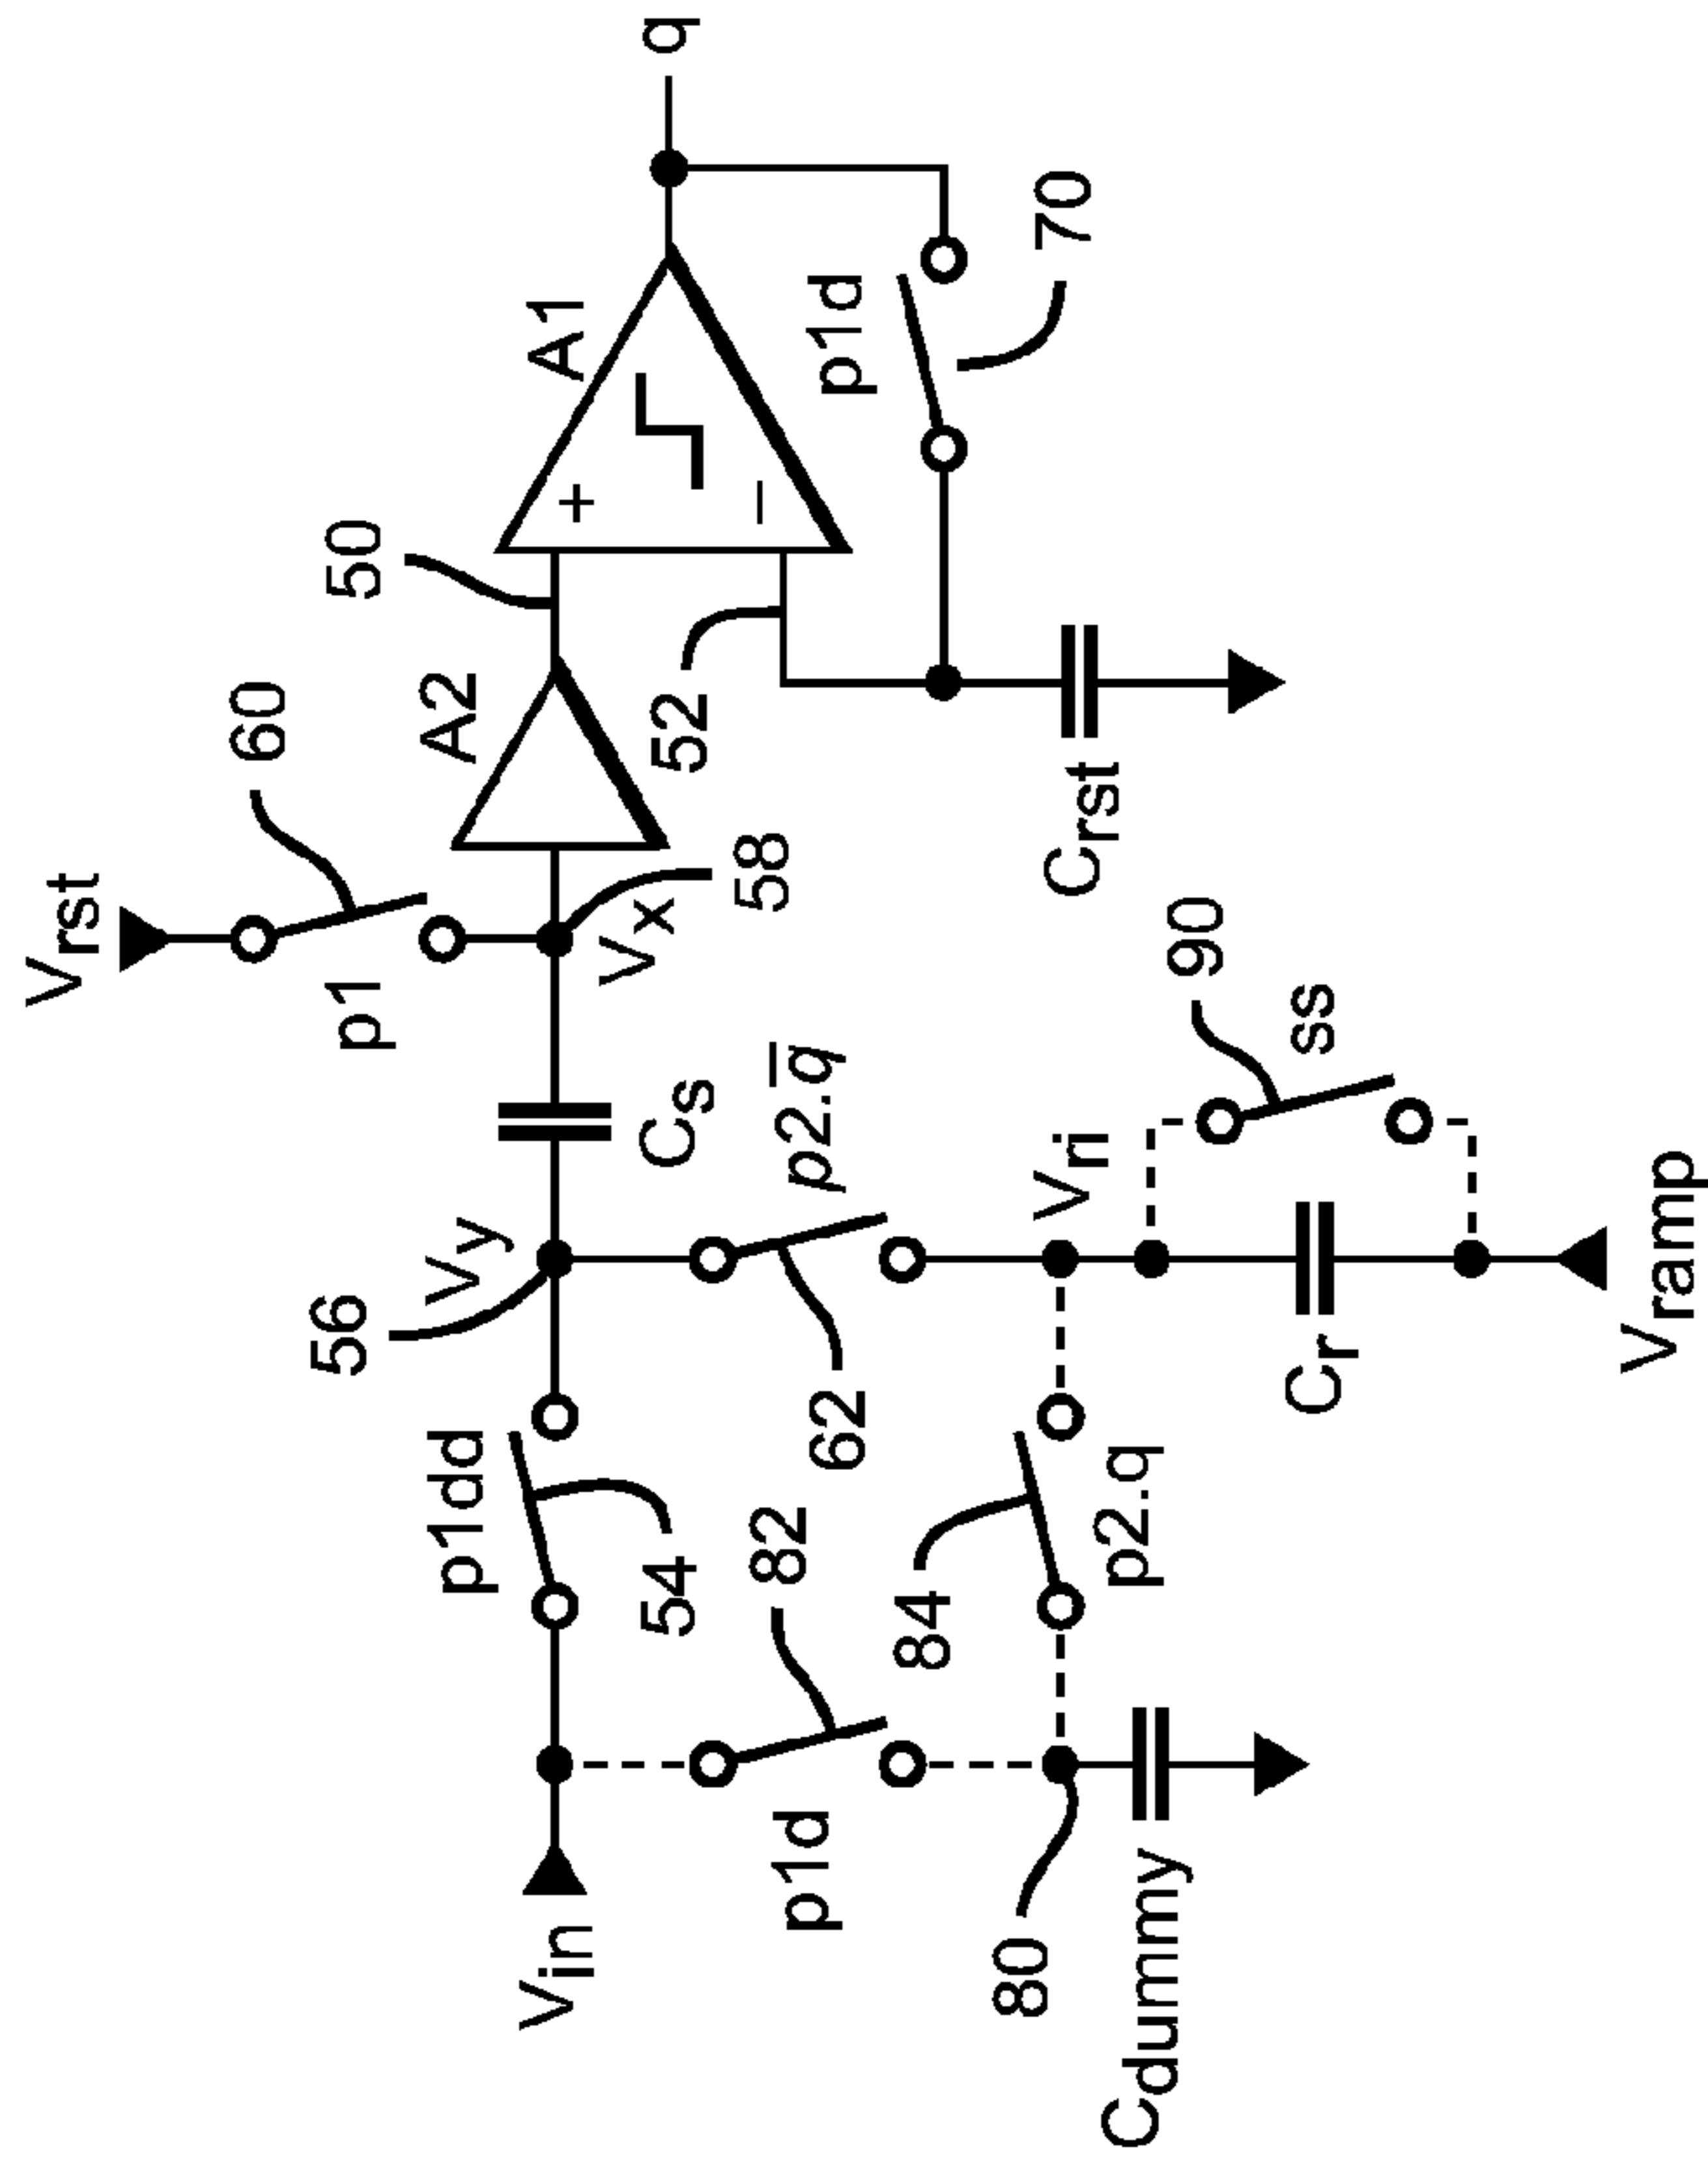 Vrst
60
p1
A2
50
A1
q
Vy
56
Cs
Vx
58
52
+
−
p1d
70
Vin
p1dd
54
p2.q̅
62
82
p1d
84
p2.q
Vri
90
ss
Crst
80
Cdummy
Cr
Vramp